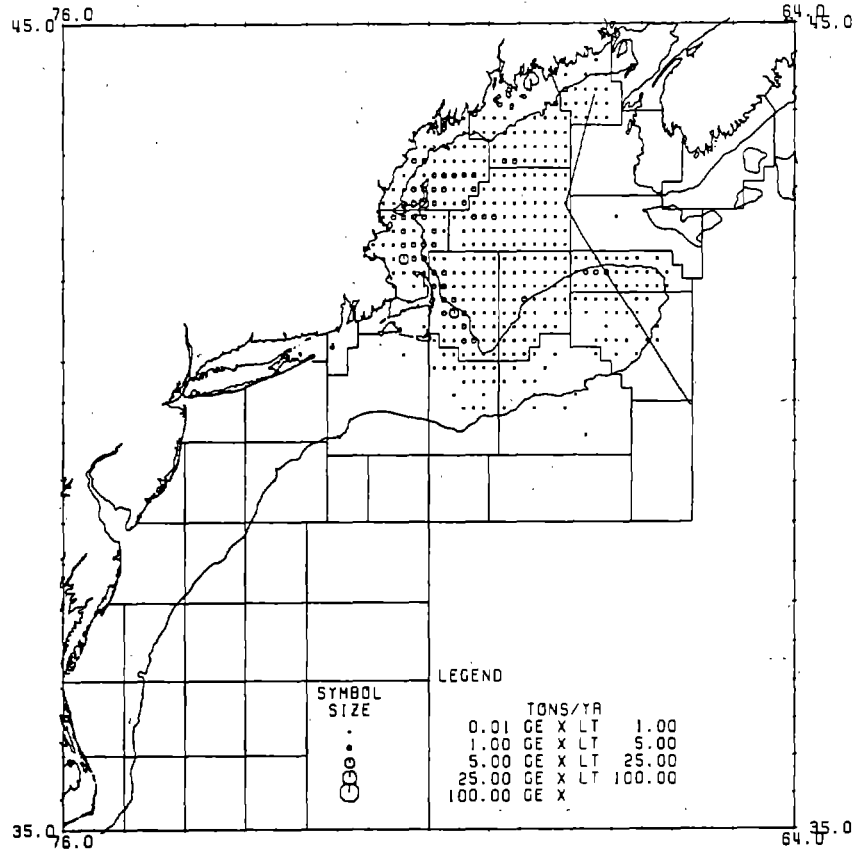 76.0 64.0
45.0 45.0
LEGEND
SYMBOL SIZE
TONS/YR
0.01 GE X LT 1.00
1.00 GE X LT 5.00
5.00 GE X LT 25.00
25.00 GE X LT 100.00
100.00 GE X
35.0 35.0
76.0 64.0